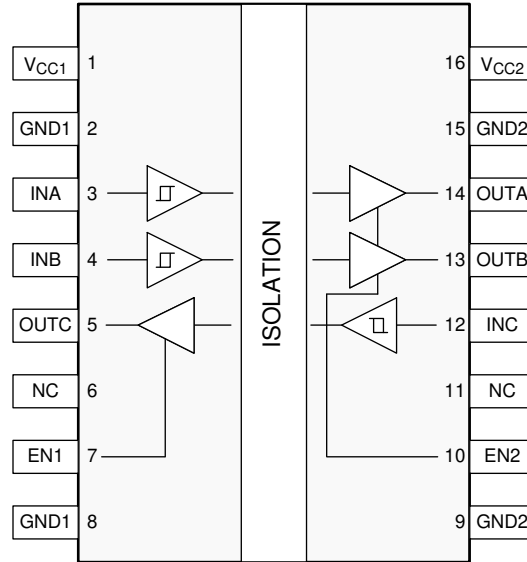 VCC1 1 16 VCC2
GND1 2 15 GND2
INA 3 14 OUTA
INB 4 13 OUTB
OUTC 5 12 INC
NC 6 11 NC
EN1 7 10 EN2
GND1 8 9 GND2
ISOLATION